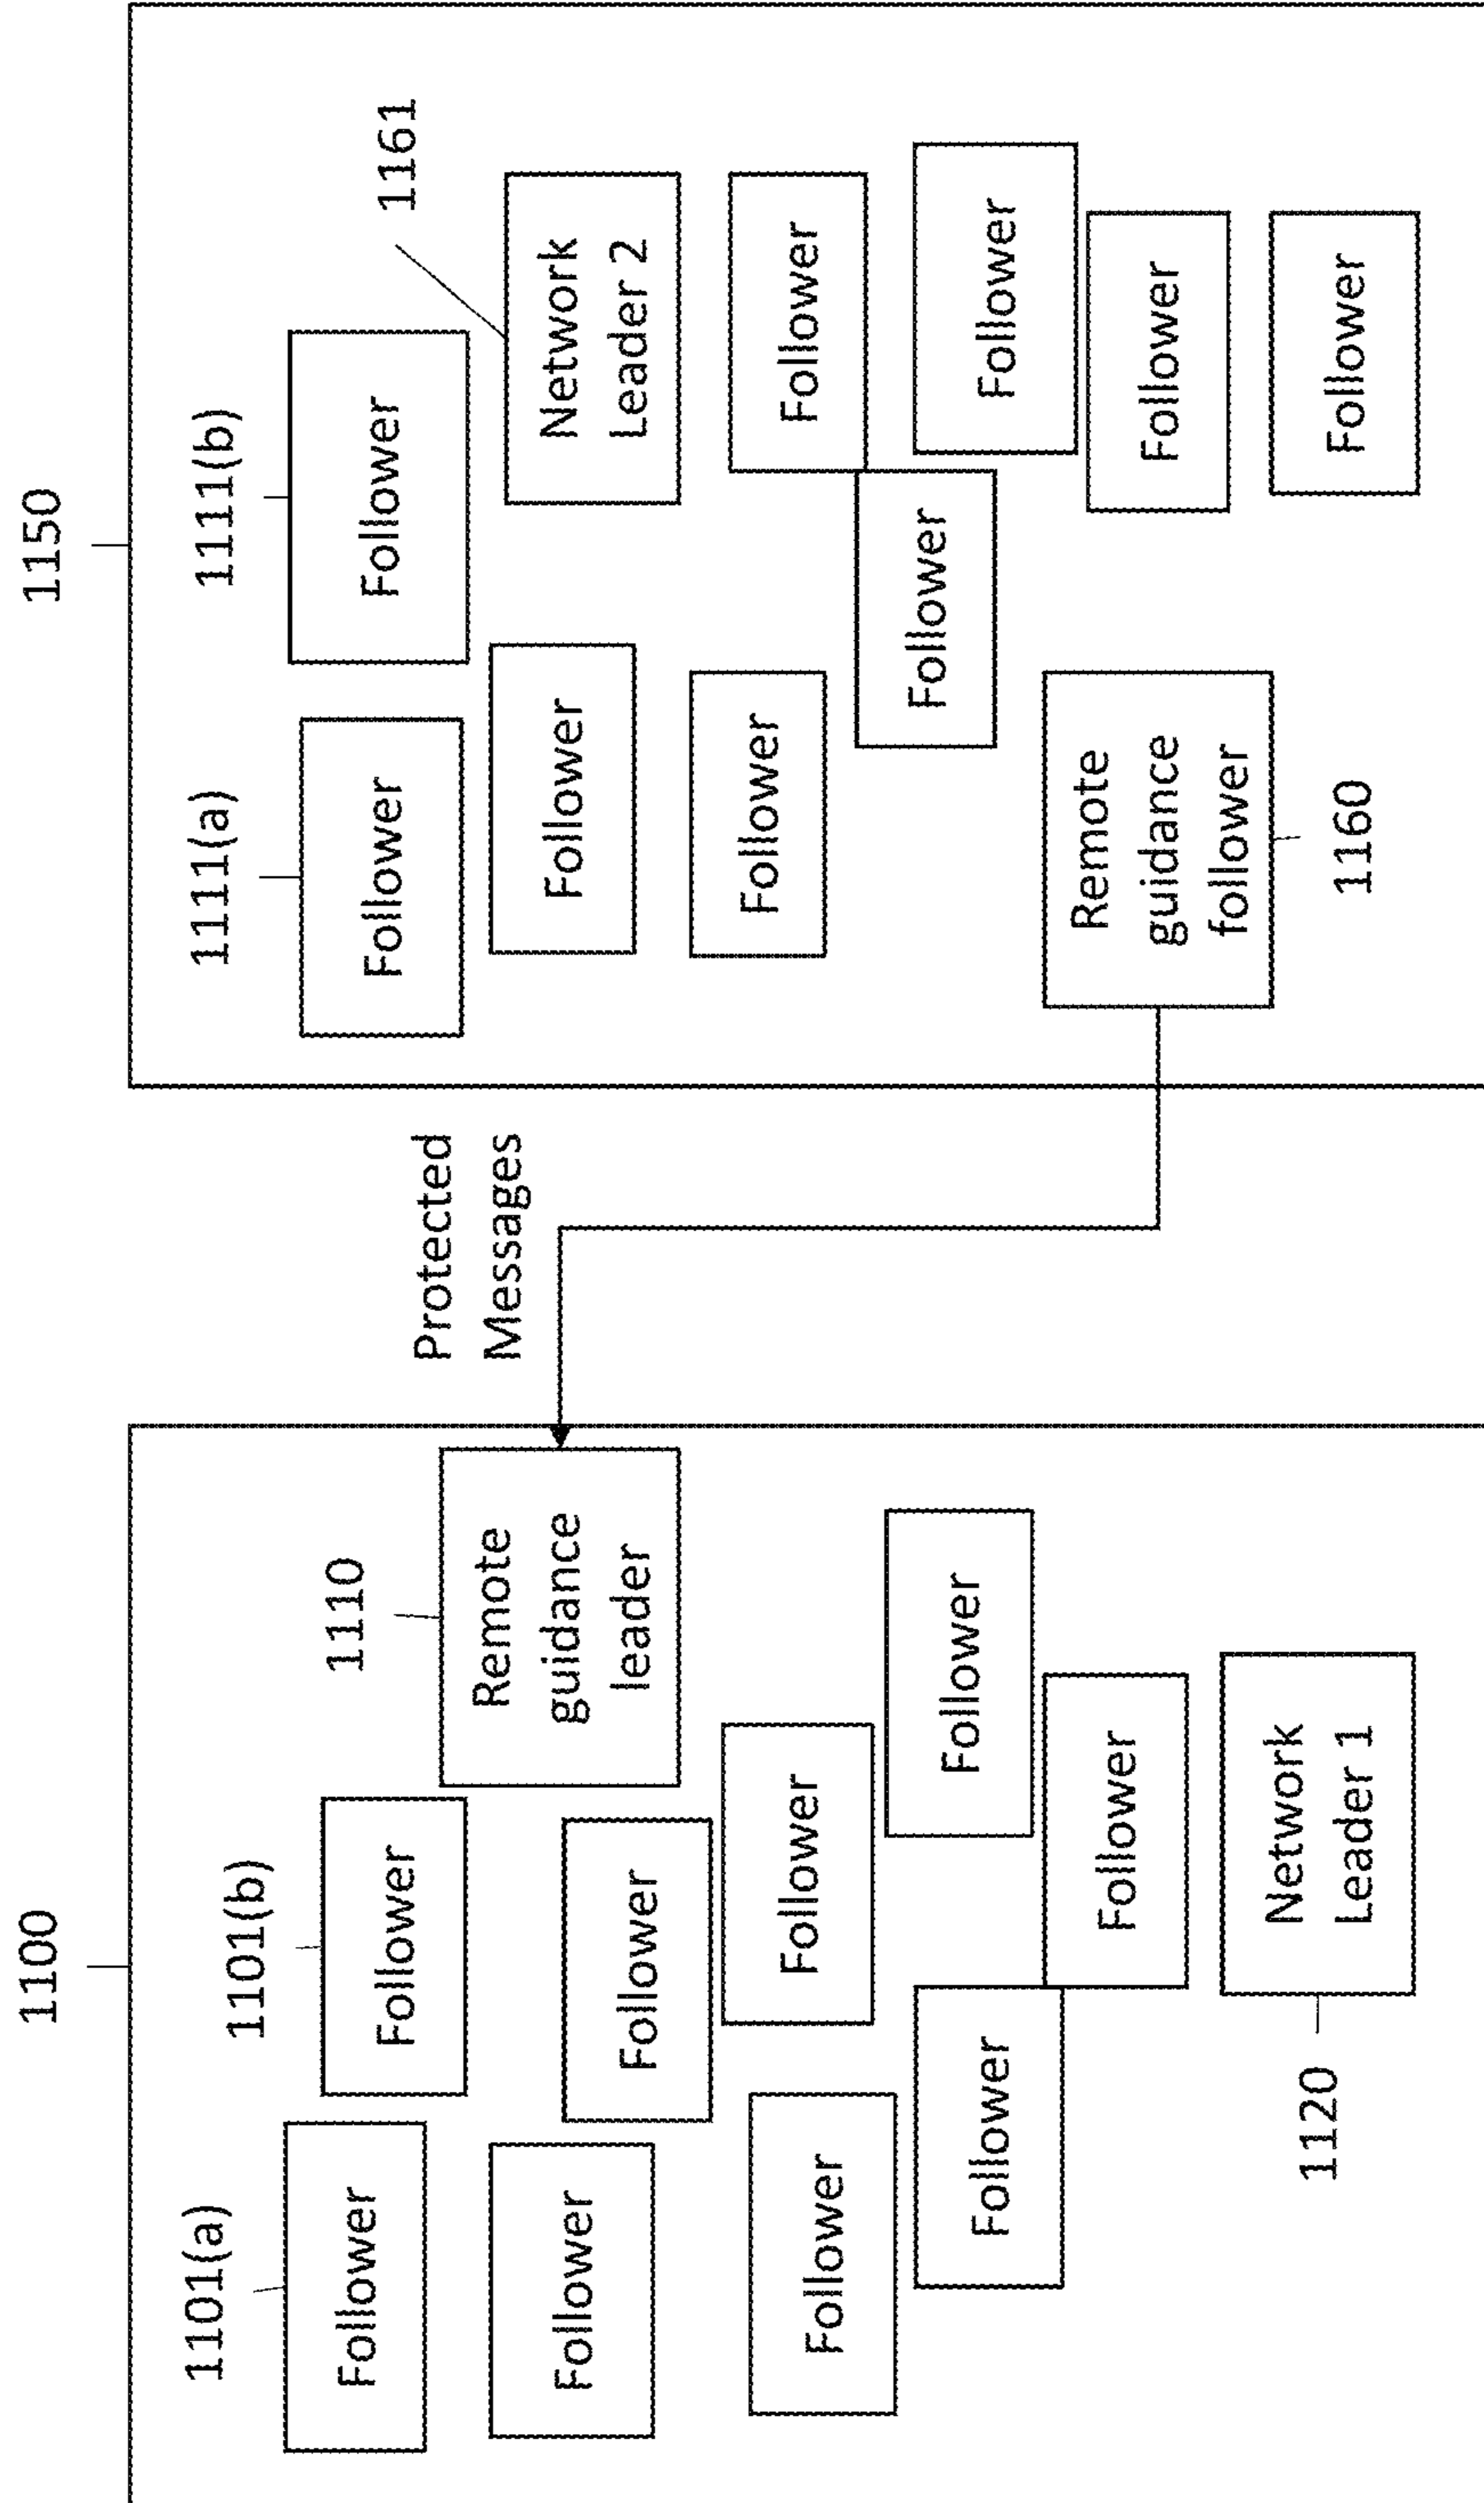 1100
1101(a)
1101(b)
1110
Follower
Follower
Remote
guidance
leader
Follower
Follower
Follower
Follower
Follower
Follower
Follower
Network
Leader 1
1120
Protected
Messages
1150
1111(a)
1111(b)
1161
Follower
Follower
Network
Leader 2
Follower
Follower
Follower
Follower
Follower
Follower
Follower
Remote
guidance
follower
1160